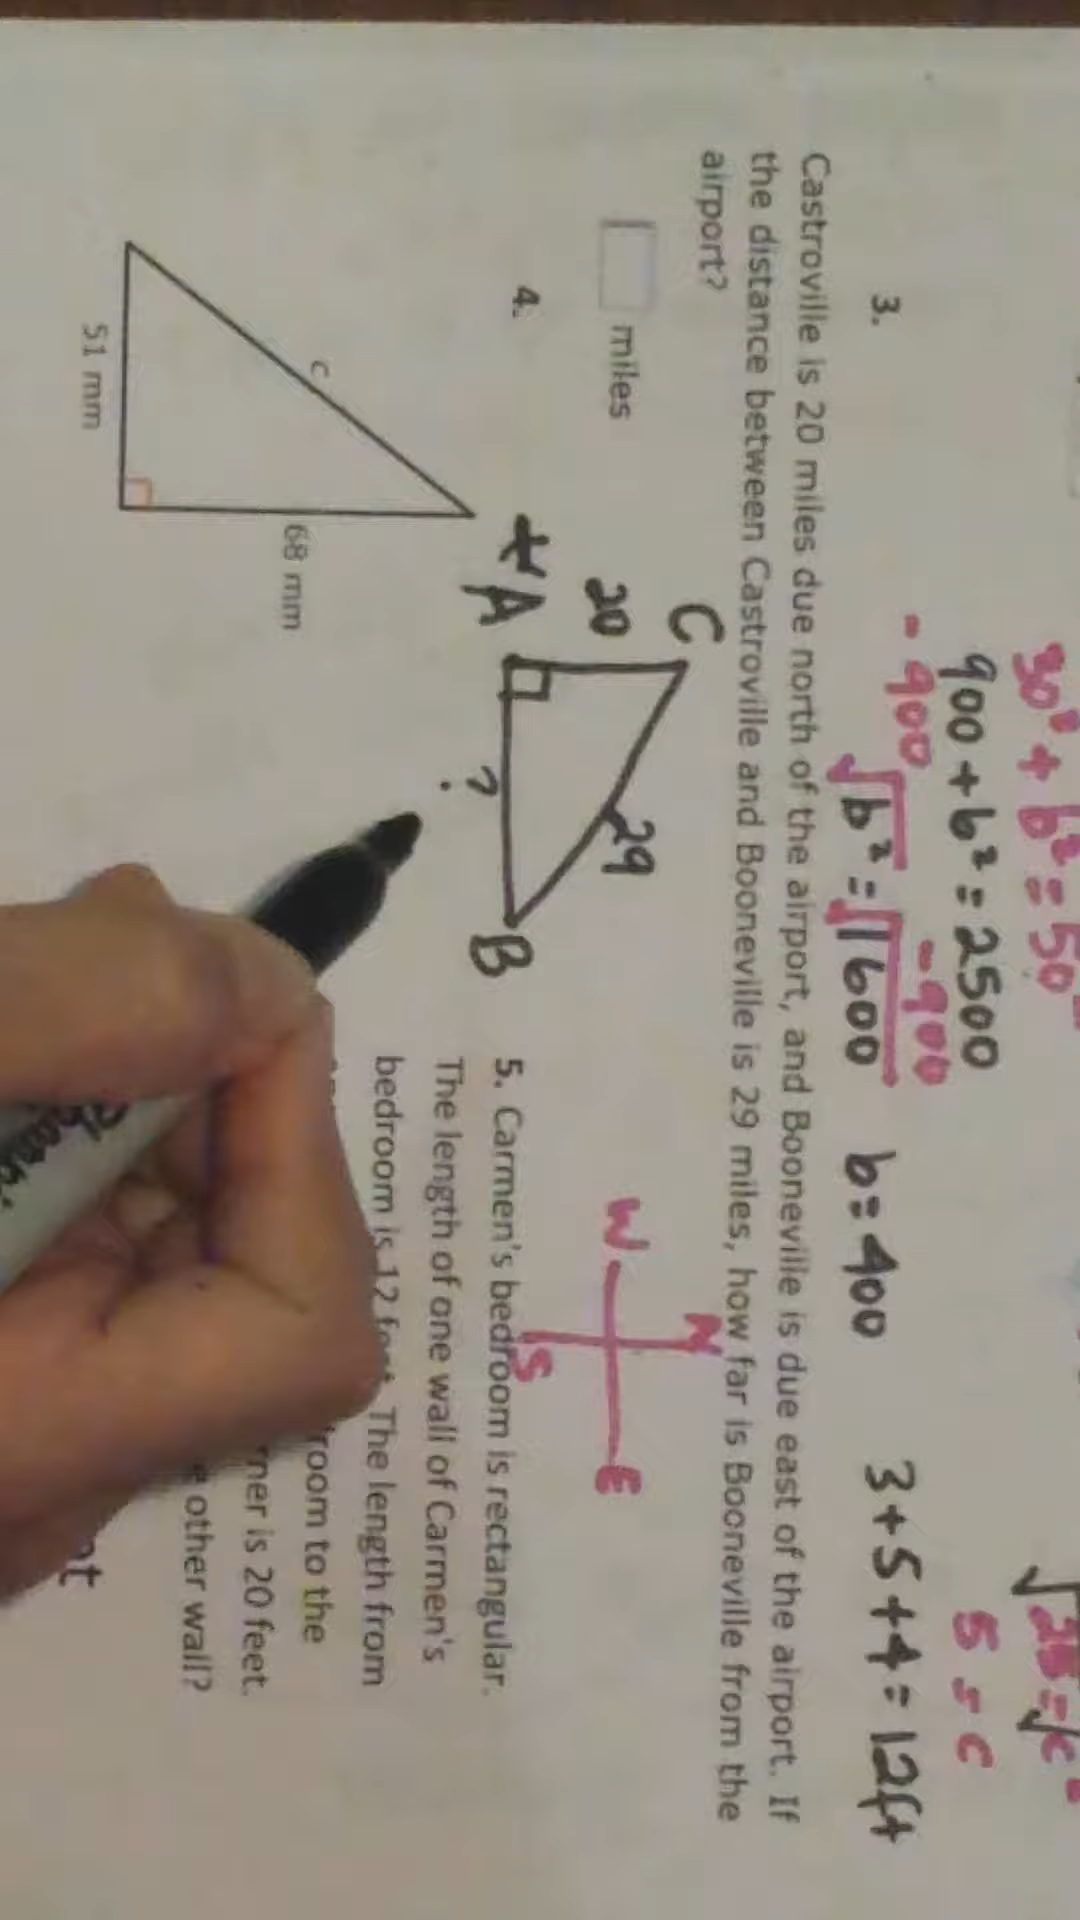 30² + b² = 50²
900 + b² = 2500
- 900 - 900
√b² = √1600
b = 400
5 = c
3 + 5 + 4 = 12ft
3.
Castroville is 20 miles due north of the airport, and Booneville is due east of the airport. If
the distance between Castroville and Booneville is 29 miles, how far is Booneville from the
airport?
miles
C
20
29
A
?
B
N
W E
S
4.
c
68 mm
51 mm
5. Carmen's bedroom is rectangular.
The length of one wall of Carmen's
bedroom is 12 feet. The length from
room to the
is 20 feet.
other wall?